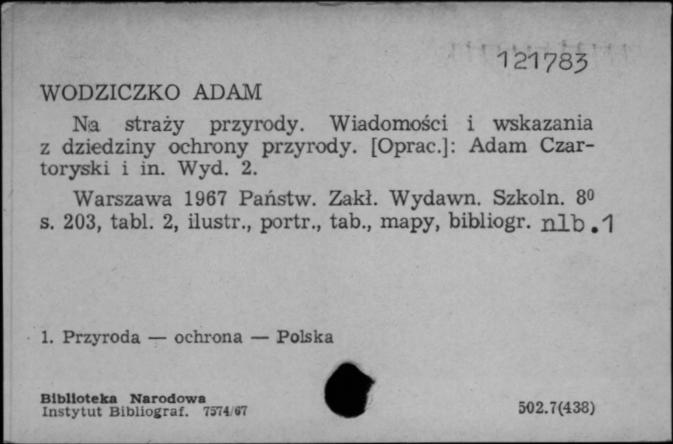 121783
WODZICZKO ADAM
Na straży przyrody. Wiadomości i wskazania
z dziedziny ochrony przyrody. [Oprac.]: Adam Czar-
toryski i in. Wyd. 2.
Warszawa 1967 Państw. Zakł. Wydawn. Szkoln. 8⁰
s. 203, tabl. 2, ilustr., portr., tab., mapy, bibliogr. nlb.1
1. Przyroda — ochrona — Polska
Biblioteka Narodowa
Instytut Bibliograf. 7574/67
502.7(438)